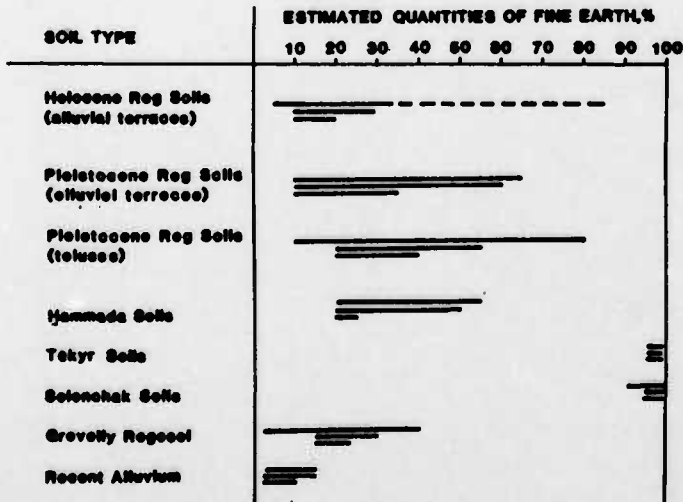 ESTIMATED QUANTITIES OF FINE EARTH,%
SOIL TYPE
10 20 30 40 50 60 70 80 90 100
Holocene Reg Soils
(alluvial terraces)
Pleistocene Reg Soils
(alluvial terraces)
Pleistocene Reg Soils
(taluses)
Hammada Soils
Takyr Soils
Solonchak Soils
Gravelly Regosol
Recent Alluvium